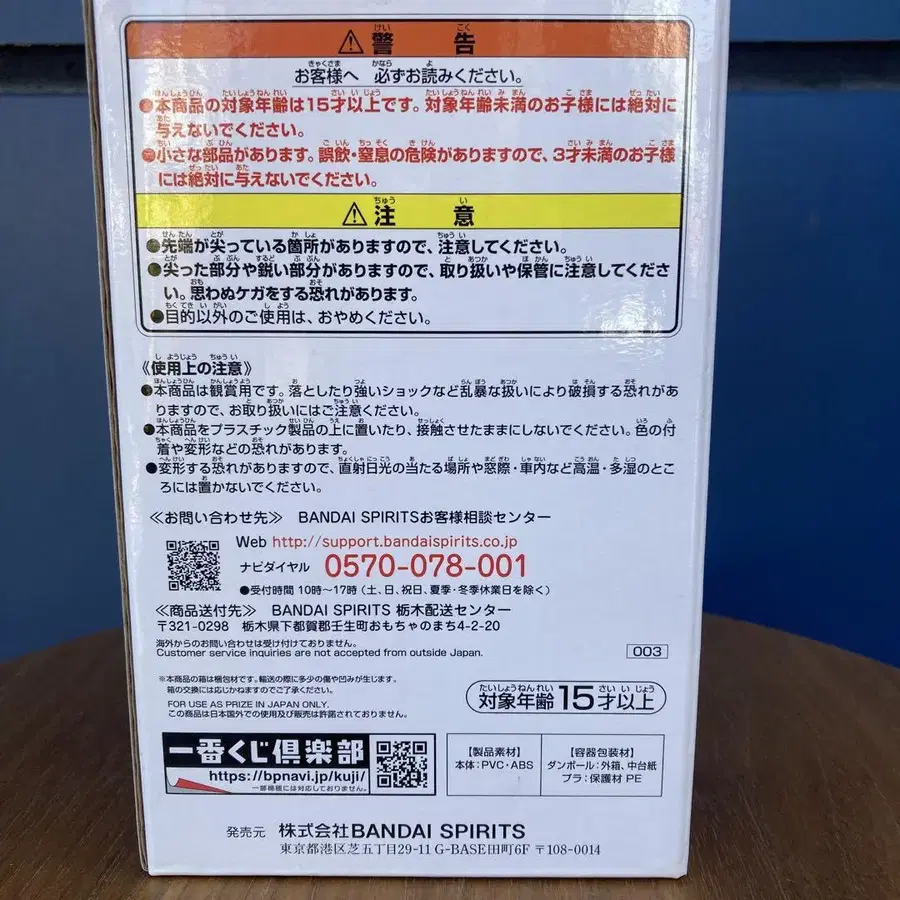 ⚠警告
お客様へ 必ずお読みください。
●本商品の対象年齢は15才以上です。対象年齢未満のお子様には絶対に
与えないでください。
●小さな部品があります。誤飲・窒息の危険がありますので、3才未満のお子様
には絶対に与えないでください。
⚠注意
●先端が尖っている箇所がありますので、注意してください。
●尖った部分や鋭い部分がありますので、取り扱いや保管に注意してくださ
い。思わぬケガをする恐れがあります。
●目的以外のご使用は、おやめください。
《使用上の注意》
●本商品は観賞用です。落としたり強いショックなど乱暴な扱いにより破損する恐れがあ
りますので、お取り扱いにはご注意ください。
●本商品をプラスチック製品の上に置いたり、接触させたままにしないでください。色の付
着や変形などの恐れがあります。
●変形する恐れがありますので、直射日光の当たる場所や窓際・車内など高温・多湿のとこ
ろには置かないでください。
≪お問い合わせ先≫ BANDAI SPIRITSお客様相談センター
Web http://support.bandaispirits.co.jp
ナビダイヤル 0570-078-001
●受付時間 10時～17時(土、日、祝日、夏季・冬季休業日を除く)
≪商品送付先≫ BANDAI SPIRITS 栃木配送センター
〒321-0298 栃木県下都賀郡壬生町おもちゃのまち4-2-20
海外からのお問い合わせは受け付けておりません。
Customer service inquiries are not accepted from outside Japan.
003
※本商品の箱は梱包材です。輸送の際に多少の傷や凹みが生じます。
箱の交換には応じかねますのでご了承ください。
FOR USE AS PRIZE IN JAPAN ONLY.
この商品は日本国外での使用及び販売は許諾されておりません。
対象年齢15才以上
一番くじ倶楽部
https://bpnavi.jp/kuji/
一部機種には対応しておりません。
【製品素材】
本体:PVC・ABS
【容器包装材】
ダンボール:外箱、中台紙
プラ:保護材 PE
発売元 株式会社BANDAI SPIRITS
東京都港区芝五丁目29-11 G-BASE田町6F 〒108-0014